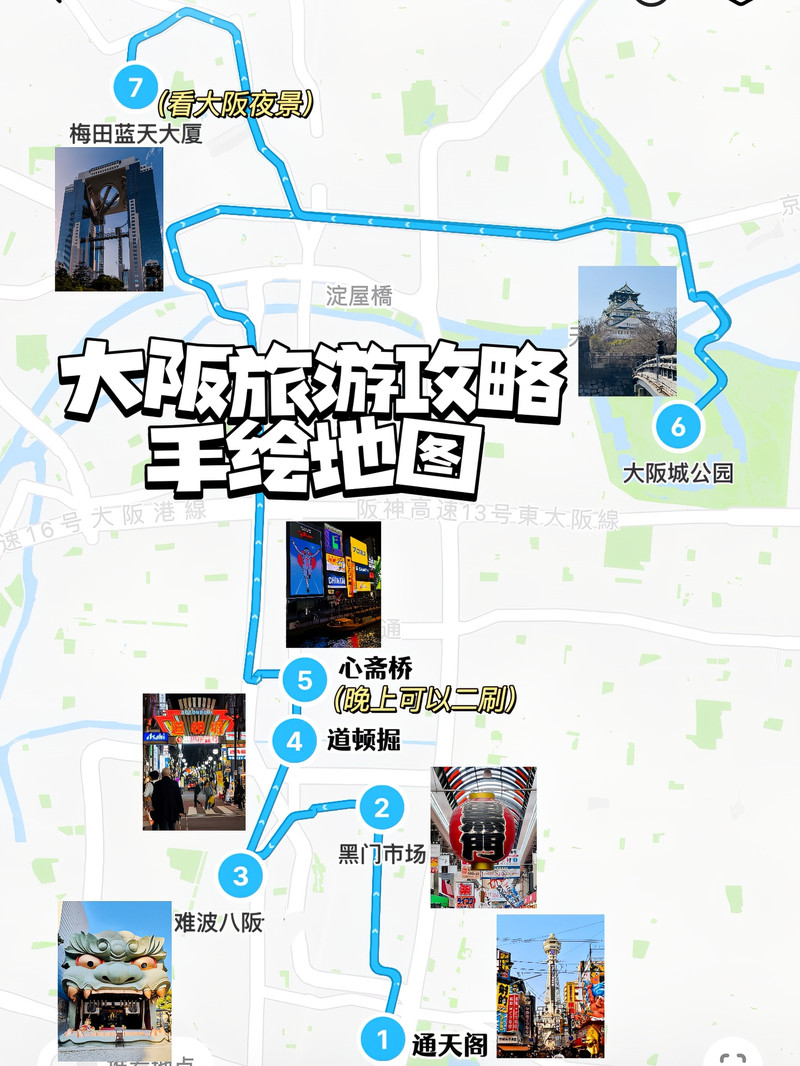 7
(看大阪夜景)
梅田蓝天大厦
京
淀屋橋
大阪旅游攻略
手绘地图
6
大阪城公园
速16号 大阪港線
阪神高速13号東大阪線
通
5
心斋桥
(晚上可以二刷)
4
道顿掘
2
黑门市场
黒門
3
难波八阪
1
通天阁